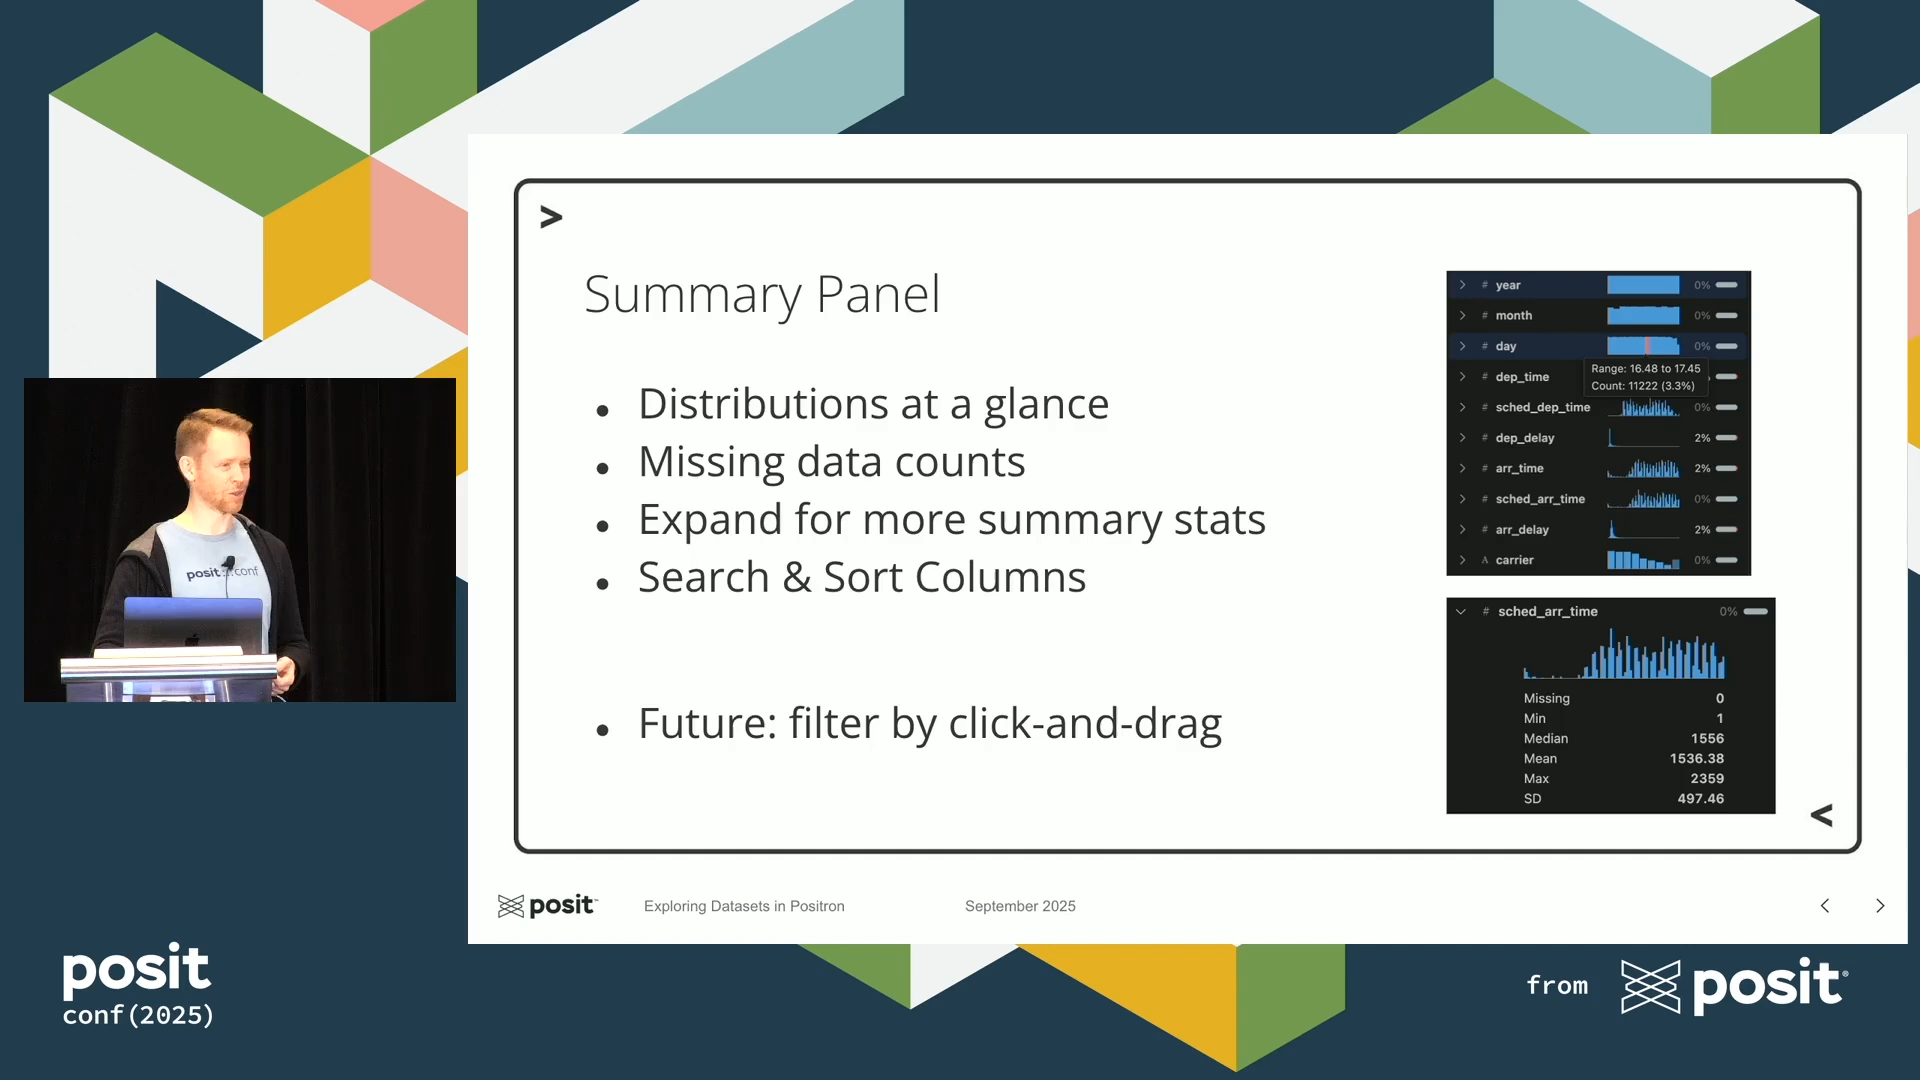 >
Summary Panel
• Distributions at a glance
• Missing data counts
• Expand for more summary stats
• Search & Sort Columns
• Future: filter by click-and-drag
# year 0%
# month 0%
# day 0%
Range: 16.48 to 17.45
Count: 11222 (3.3%)
# dep_time
# sched_dep_time 0%
# dep_delay 2%
# arr_time 2%
# sched_arr_time 0%
# arr_delay 2%
A carrier 0%
# sched_arr_time 0%
Missing 0
Min 1
Median 1556
Mean 1536.38
Max 2359
SD 497.46
<
posit™ Exploring Datasets in Positron September 2025 < >
posit conf
posit
conf(2025)
from posit®